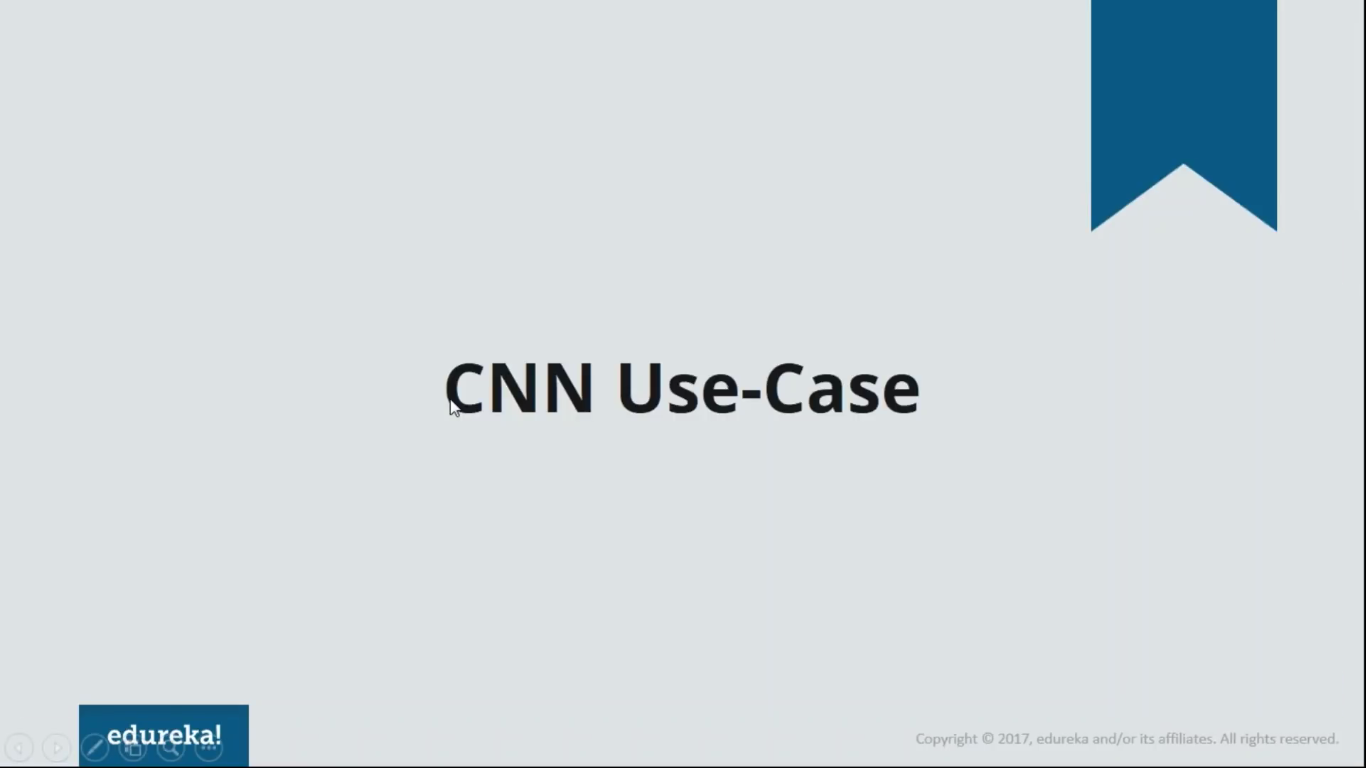 CNN Use-Case
edureka!
Copyright © 2017, edureka and/or its affiliates. All rights reserved.